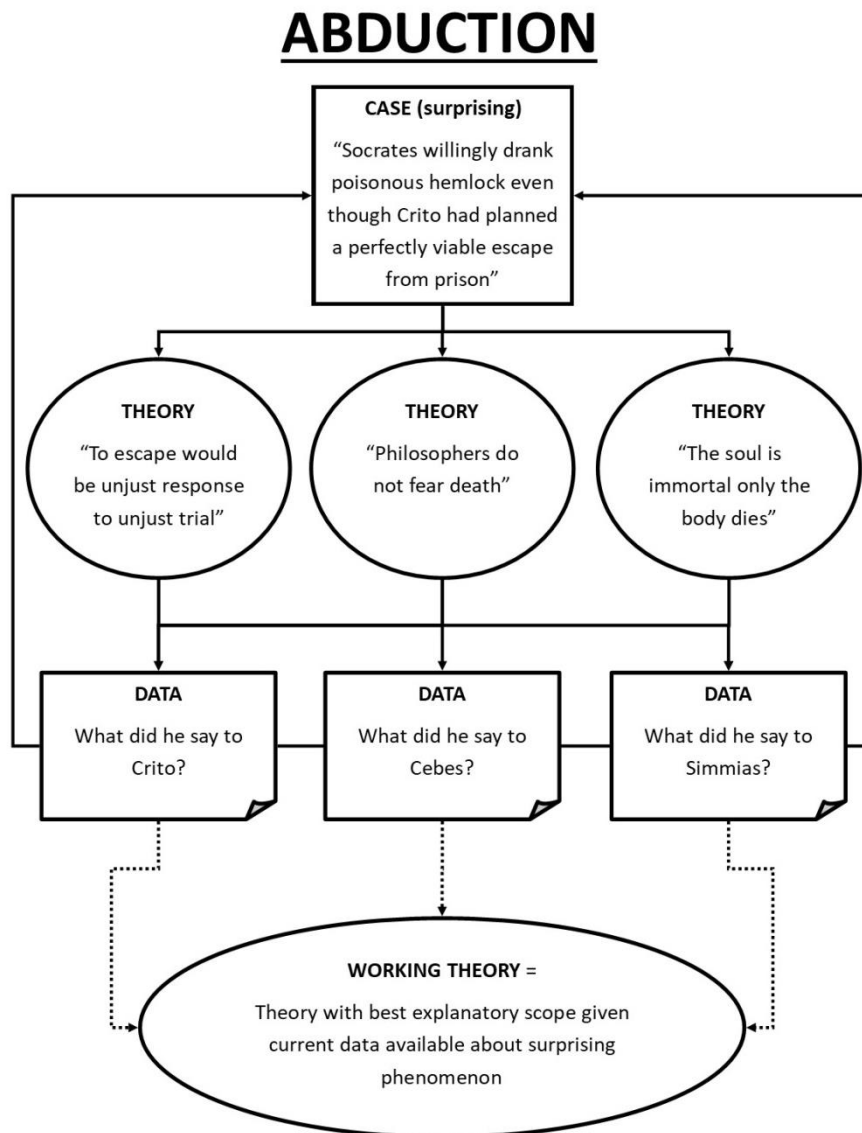 ABDUCTION
CASE (surprising)
“Socrates willingly drank
poisonous hemlock even
though Crito had planned
a perfectly viable escape
from prison”
THEORY
“To escape would
be unjust response
to unjust trial”
THEORY
“Philosophers do
not fear death”
THEORY
“The soul is
immortal only the
body dies”
DATA
What did he say to
Crito?
DATA
What did he say to
Cebes?
DATA
What did he say to
Simmias?
WORKING THEORY =
Theory with best explanatory scope given
current data available about surprising
phenomenon